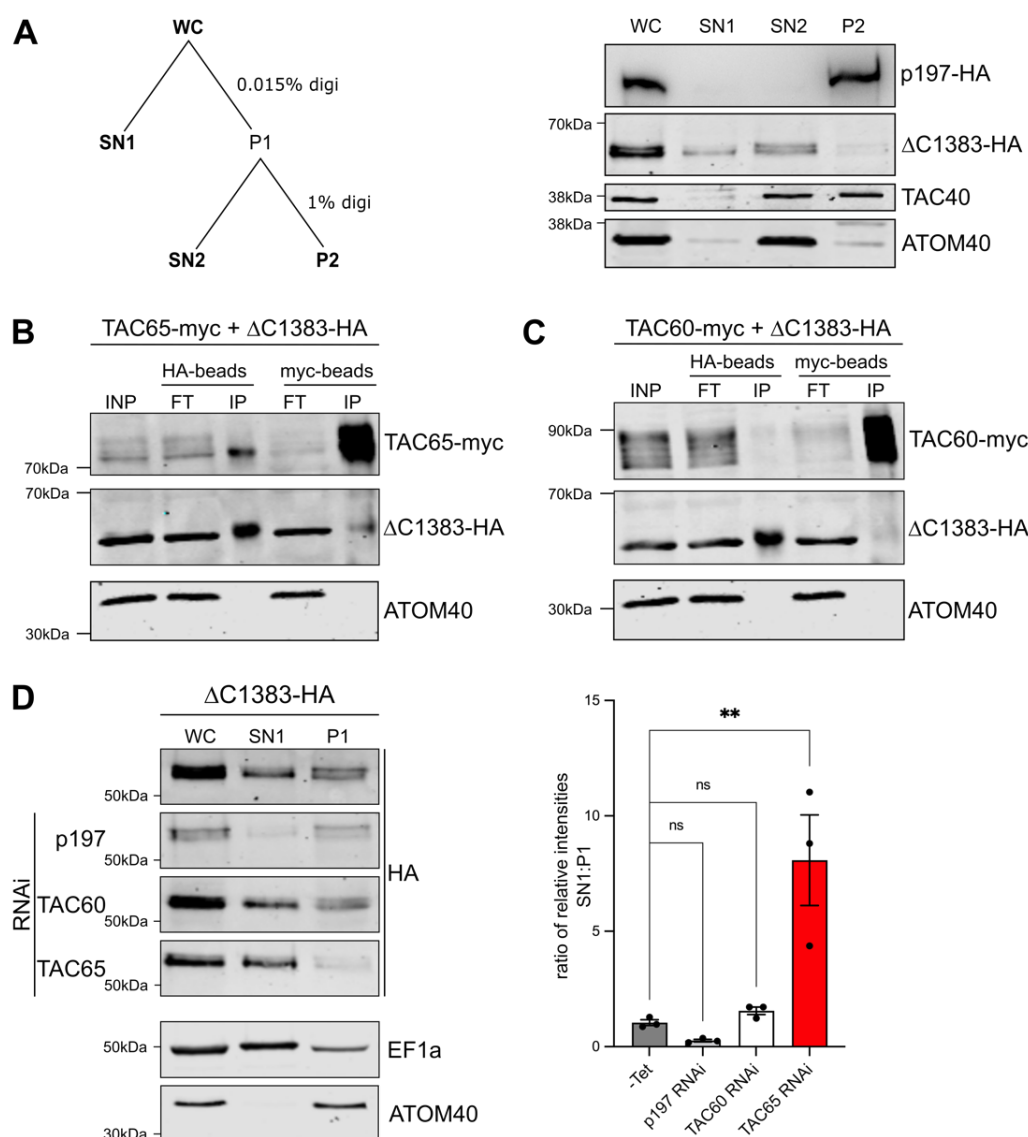 A
WC
0.015% digi
SN1
P1
1% digi
SN2
P2
WC SN1 SN2 P2
p197-HA
70kDa
ΔC1383-HA
38kDa
TAC40
38kDa
ATOM40
B
TAC65-myc + ΔC1383-HA
HA-beads myc-beads
INP FT IP FT IP
TAC65-myc
70kDa
70kDa
ΔC1383-HA
ATOM40
30kDa
C
TAC60-myc + ΔC1383-HA
HA-beads myc-beads
INP FT IP FT IP
90kDa
TAC60-myc
70kDa
ΔC1383-HA
30kDa
ATOM40
D
ΔC1383-HA
WC SN1 P1
50kDa
RNAi
p197
50kDa
HA
TAC60
50kDa
TAC65
50kDa
50kDa
EF1a
ATOM40
30kDa
ratio of relative intensities
SN1:P1
15
10
5
0
**
ns
ns
-Tet
p197 RNAi
TAC60 RNAi
TAC65 RNAi